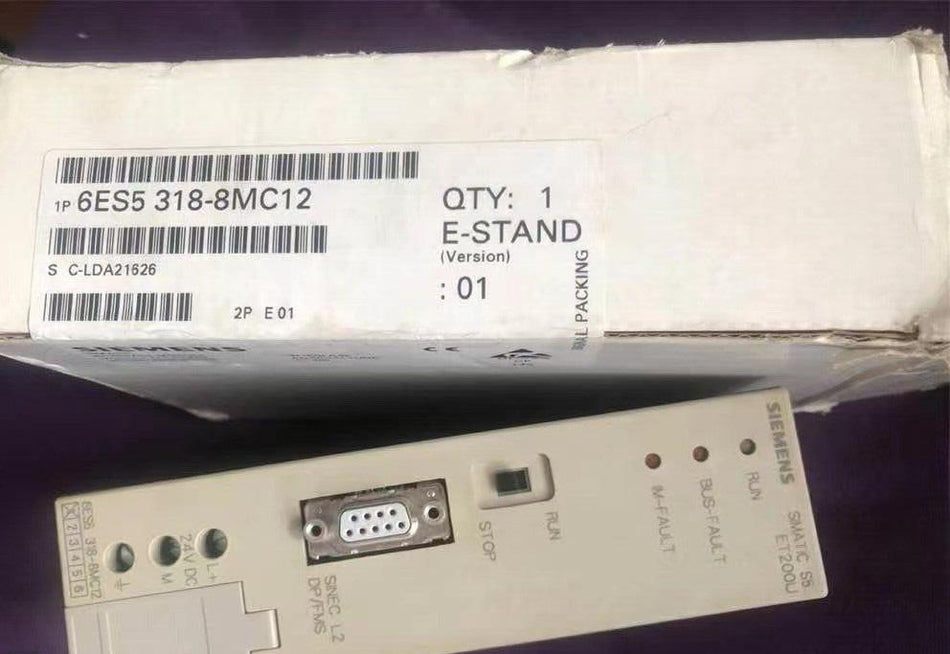 1P 6ES5 318-8MC12
QTY: 1
E-STAND
(Version)
: 01
S C-LDA21626
2P E 01
PACKING
SIEMENS
CE
SIEMENS
SIMATIC S5
ET200U
RUN
BUS-FAULT
IM-FAULT
RUN
STOP
SINEC L2
DP/FMS
L+
24V DC
M
6ES5 318-8MC12
X 2 3 4 5 6